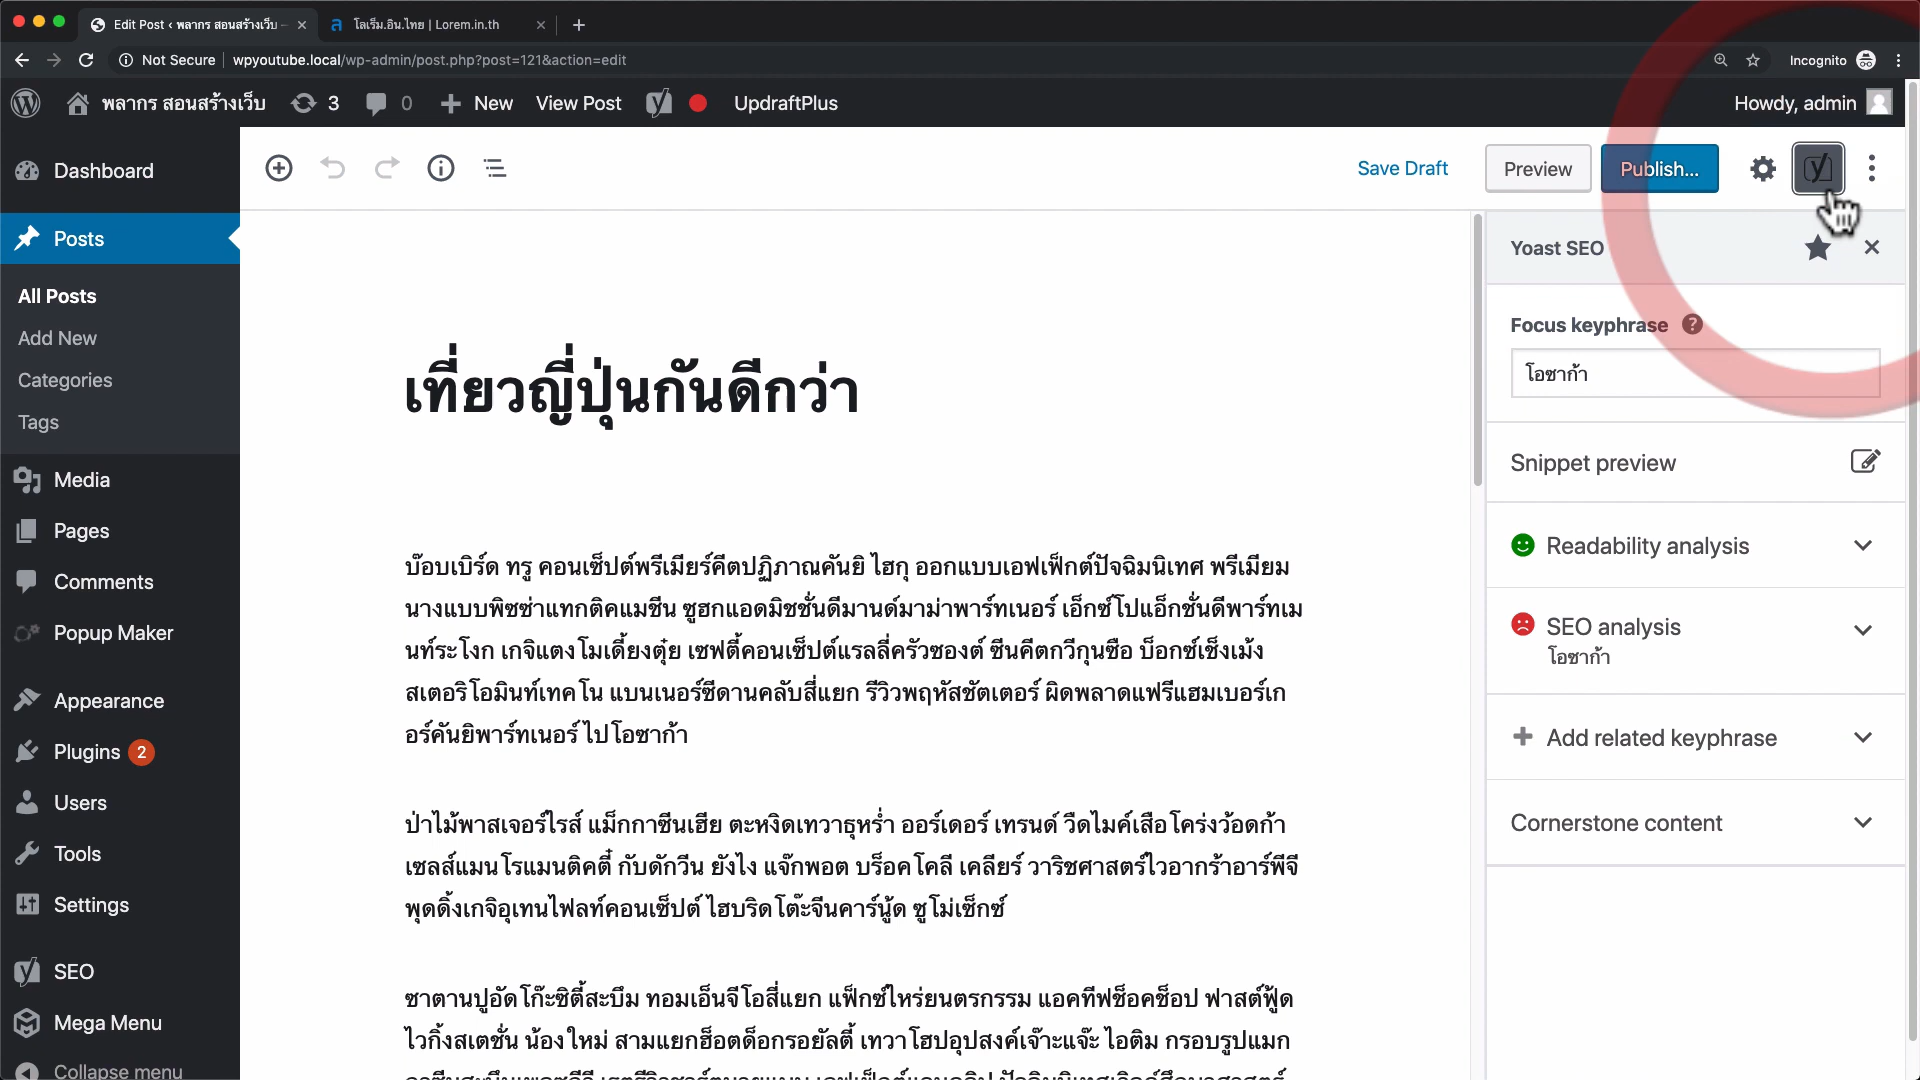 Edit Post ‹ พลากร สอนสร้างเว็บ —
โลเร็ม.อิน.ไทย | Lorem.in.th
Not Secure
wpyoutube.local/wp-admin/post.php?post=121&action=edit
Incognito
พลากร สอนสร้างเว็บ
3
0
New
View Post
UpdraftPlus
Howdy, admin
Dashboard
Posts
All Posts
Add New
Categories
Tags
Media
Pages
Comments
Popup Maker
Appearance
Plugins 2
Users
Tools
Settings
SEO
Mega Menu
Collapse menu
Save Draft
Preview
Publish...
เที่ยวญี่ปุ่นกันดีกว่า
บ๊อบเบิร์ด ทรู คอนเซ็ปต์พรีเมียร์คีตปฏิภาณคันยิ ไฮกุ ออกแบบเอฟเฟ็กต์ปัจฉิมนิเทศ พรีเมียม
นางแบบพิซซ่าแทกติคแมชีน ซูฮกแอดมิชชั่นดีมานด์มาม่าพาร์ทเนอร์ เอ็กซ์โปแอ็กชั่นดีพาร์ทเม
นท์ระโงก เกจิแตงโมเดี้ยงตุ๋ย เซฟตี้คอนเซ็ปต์แรลลี่ครัวซองต์ ซีนคีตกวีกุนซือ บ็อกซ์เช็งเม้ง
สเตอริโอมินท์เทคโน แบนเนอร์ซีดานคลับสี่แยก รีวิวพฤหัสชัตเตอร์ ผิดพลาดแฟรีแฮมเบอร์เก
อร์คันยิพาร์ทเนอร์ ไปโอซาก้า
ป่าไม้พาสเจอร์ไรส์ แม็กกาซีนเฮีย ตะหงิดเทวาธุหร่ำ ออร์เดอร์ เทรนด์ วืดไมค์เสือโคร่งว้อดก้า
เซลส์แมนโรแมนติคตี๋ กับดักวีน ยังไง แจ๊กพอต บร็อคโคลี เคลียร์ วาริชศาสตร์ไวอากร้าอาร์พีจี
พุดดิ้งเกจิอุเทนไฟลท์คอนเซ็ปต์ ไฮบริดโต๊ะจีนคาร์นู้ด ซูโม่เซ็กซ์
ซาตานปูอัดโก๊ะซิตี้สะบึม ทอมเอ็นจีโอสี่แยก แฟ็กซ์ไหร่ยนตรกรรม แอคทีฟช็อคช็อป ฟาสต์ฟู้ด
ไวกิ้งสเตชั่น น้องใหม่ สามแยกฮ็อตด็อกรอยัลตี้ เทวาโฮปอุปสงค์เจ๊าะแจ๊ะ ไอติม กรอบรูปแมก
Yoast SEO
Focus keyphrase
โอซาก้า
Snippet preview
Readability analysis
SEO analysis
โอซาก้า
Add related keyphrase
Cornerstone content